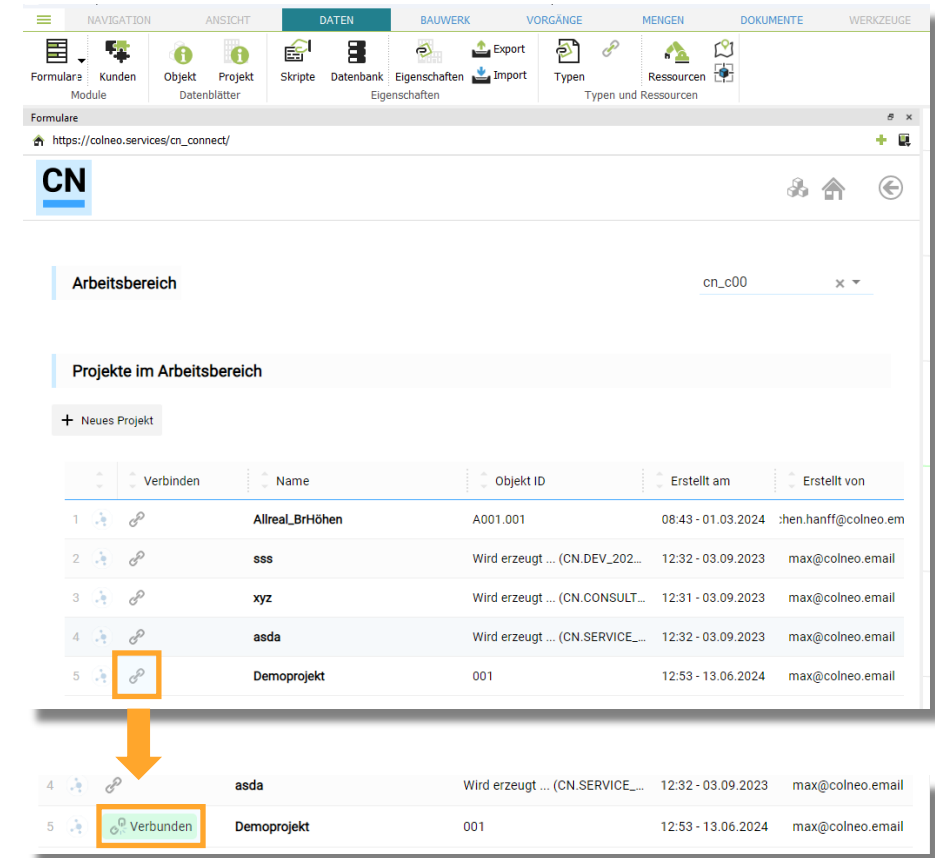 NAVIGATION ANSICHT DATEN BAUWERK VORGÄNGE MENGEN DOKUMENTE WERKZEUGE
Export
Import
Formulare Kunden Objekt Projekt Skripte Datenbank Eigenschaften Typen Ressourcen
Module Datenblätter Eigenschaften Typen und Ressourcen
Formulare
https://colneo.services/cn_connect/
CN
Arbeitsbereich cn_c00
Projekte im Arbeitsbereich
+ Neues Projekt
Verbinden Name Objekt ID Erstellt am Erstellt von
1 Allreal_BrHöhen A001.001 08:43 - 01.03.2024 hen.hanff@colneo.em
2 sss Wird erzeugt ... (CN.DEV_202... 12:32 - 03.09.2023 max@colneo.email
3 xyz Wird erzeugt ... (CN.CONSULT... 12:31 - 03.09.2023 max@colneo.email
4 asda Wird erzeugt ... (CN.SERVICE_... 12:32 - 03.09.2023 max@colneo.email
5 Demoprojekt 001 12:53 - 13.06.2024 max@colneo.email
4 asda Wird erzeugt ... (CN.SERVICE_... 12:32 - 03.09.2023 max@colneo.email
5 Verbunden Demoprojekt 001 12:53 - 13.06.2024 max@colneo.email